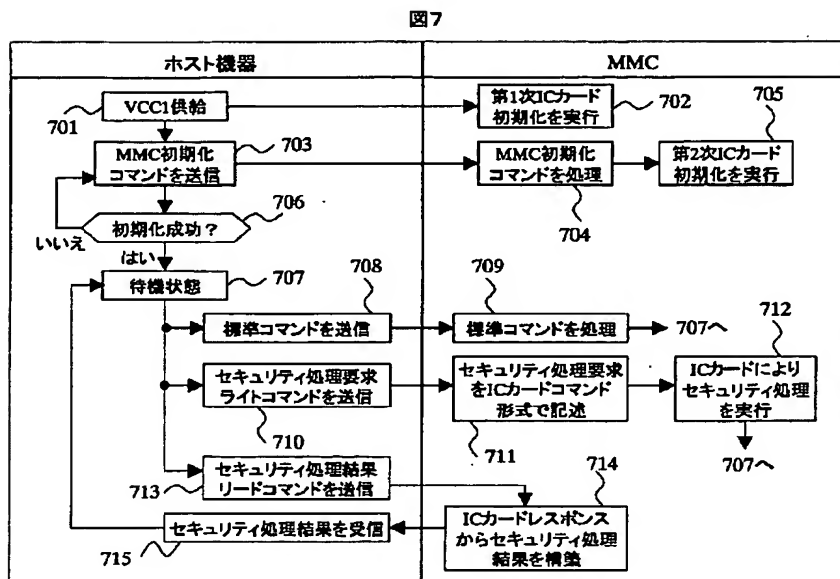 図7
ホスト機器
MMC
VCC1供給
701
第1次ICカード
初期化を実行
702
705
MMC初期化
コマンドを送信
703
MMC初期化
コマンドを処理
704
第2次ICカード
初期化を実行
初期化成功？
706
いいえ
はい
待機状態
707
708
標準コマンドを送信
709
標準コマンドを処理
707へ
712
セキュリティ処理要求
ライトコマンドを送信
710
セキュリティ処理要求
をICカードコマンド
形式で記述
711
ICカードにより
セキュリティ処理
を実行
707へ
セキュリティ処理結果
リードコマンドを送信
713
714
セキュリティ処理結果を受信
715
ICカードレスポンス
からセキュリティ処理
結果を構築